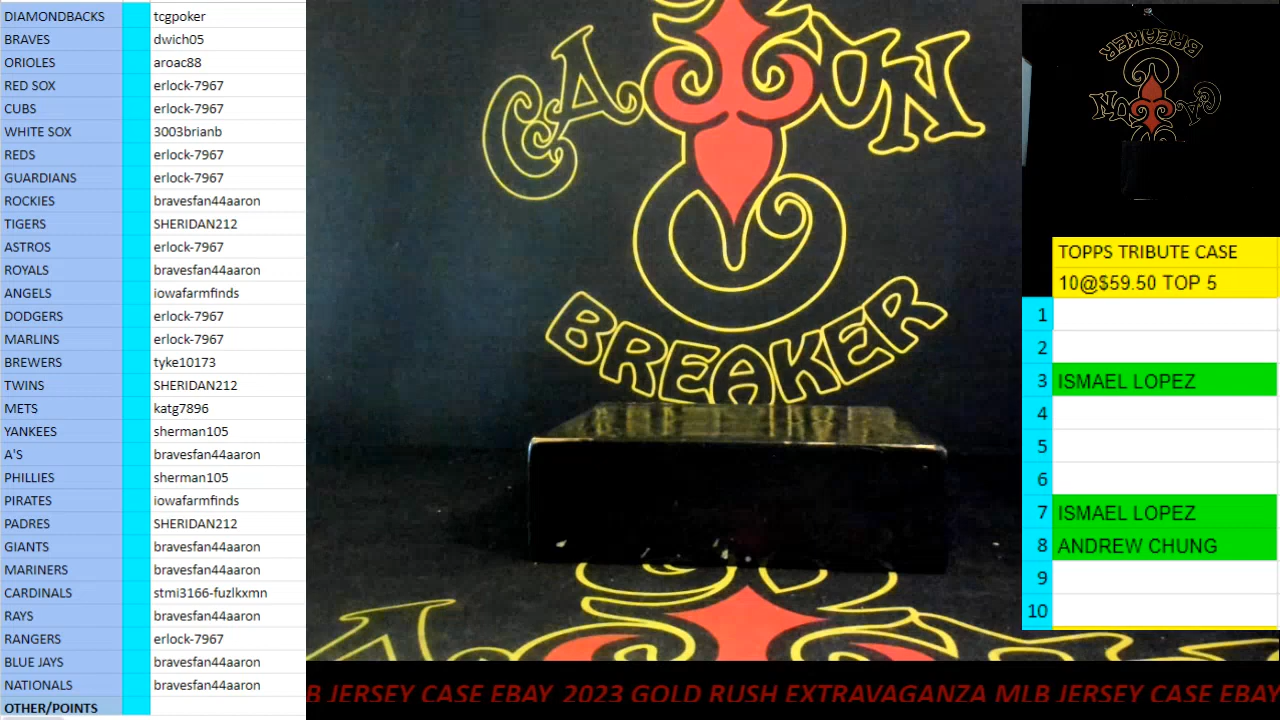 DIAMONDBACKS tcgpoker
BRAVES dwich05
ORIOLES aroac88
RED SOX erlock-7967
CUBS erlock-7967
WHITE SOX 3003brianb
REDS erlock-7967
GUARDIANS erlock-7967
ROCKIES bravesfan44aaron
TIGERS SHERIDAN212
ASTROS erlock-7967
ROYALS bravesfan44aaron
ANGELS iowafarmfinds
DODGERS erlock-7967
MARLINS erlock-7967
BREWERS tyke10173
TWINS SHERIDAN212
METS katg7896
YANKEES sherman105
A'S bravesfan44aaron
PHILLIES sherman105
PIRATES iowafarmfinds
PADRES SHERIDAN212
GIANTS bravesfan44aaron
MARINERS bravesfan44aaron
CARDINALS stmi3166-fuzlkxmn
RAYS bravesfan44aaron
RANGERS erlock-7967
BLUE JAYS bravesfan44aaron
NATIONALS bravesfan44aaron
OTHER/POINTS
BREAKER
BREAKER
TOPPS TRIBUTE CASE
10@$59.50 TOP 5
1
2
3 ISMAEL LOPEZ
4
5
6
7 ISMAEL LOPEZ
8 ANDREW CHUNG
9
10
B JERSEY CASE EBAY 2023 GOLD RUSH EXTRAVAGANZA MLB JERSEY CASE EBAY